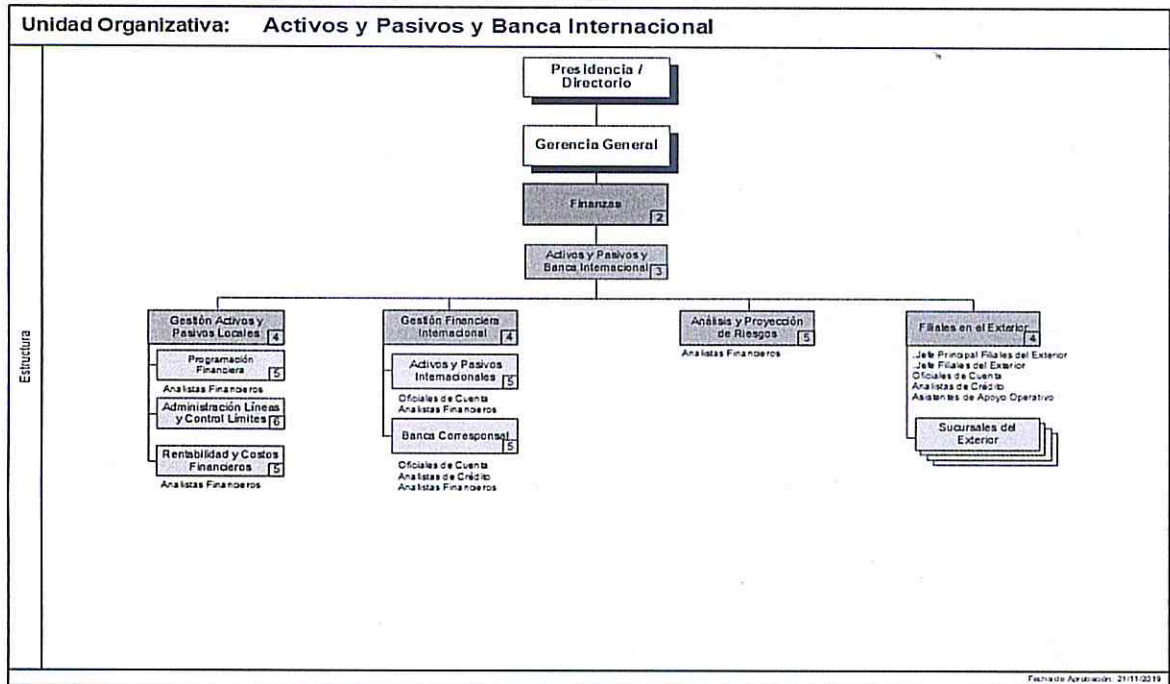 Unidad Organizativa: Activos y Pasivos y Banca Internacional
Estructura
Presidencia /
Directorio
Gerencia General
Finanzas
2
Activos y Pasivos y
Banca Internacional
3
Gestión Activos y
Pasivos Locales
4
Programación
Financiera
5
Analistas Financieros
Administración Líneas
y Control Límites
6
Rentabilidad y Costos
Financieros
5
Analistas Financieros
Gestión Financiera
Internacional
4
Activos y Pasivos
Internacionales
5
Oficiales de Cuenta
Analistas Financieros
Banca Corresponsal
5
Oficiales de Cuenta
Analistas de Crédito
Analistas Financieros
Análisis y Proyección
de Riesgos
5
Analistas Financieros
Filiales en el Exterior
4
.Jefe Principal Filiales del Exterior
.Jefe Filiales del Exterior
Oficiales de Cuenta
Analistas de Crédito
Asistentes de Apoyo Operativo
Sucursales del
Exterior
Fecha de Aprobación: 21/11/2019